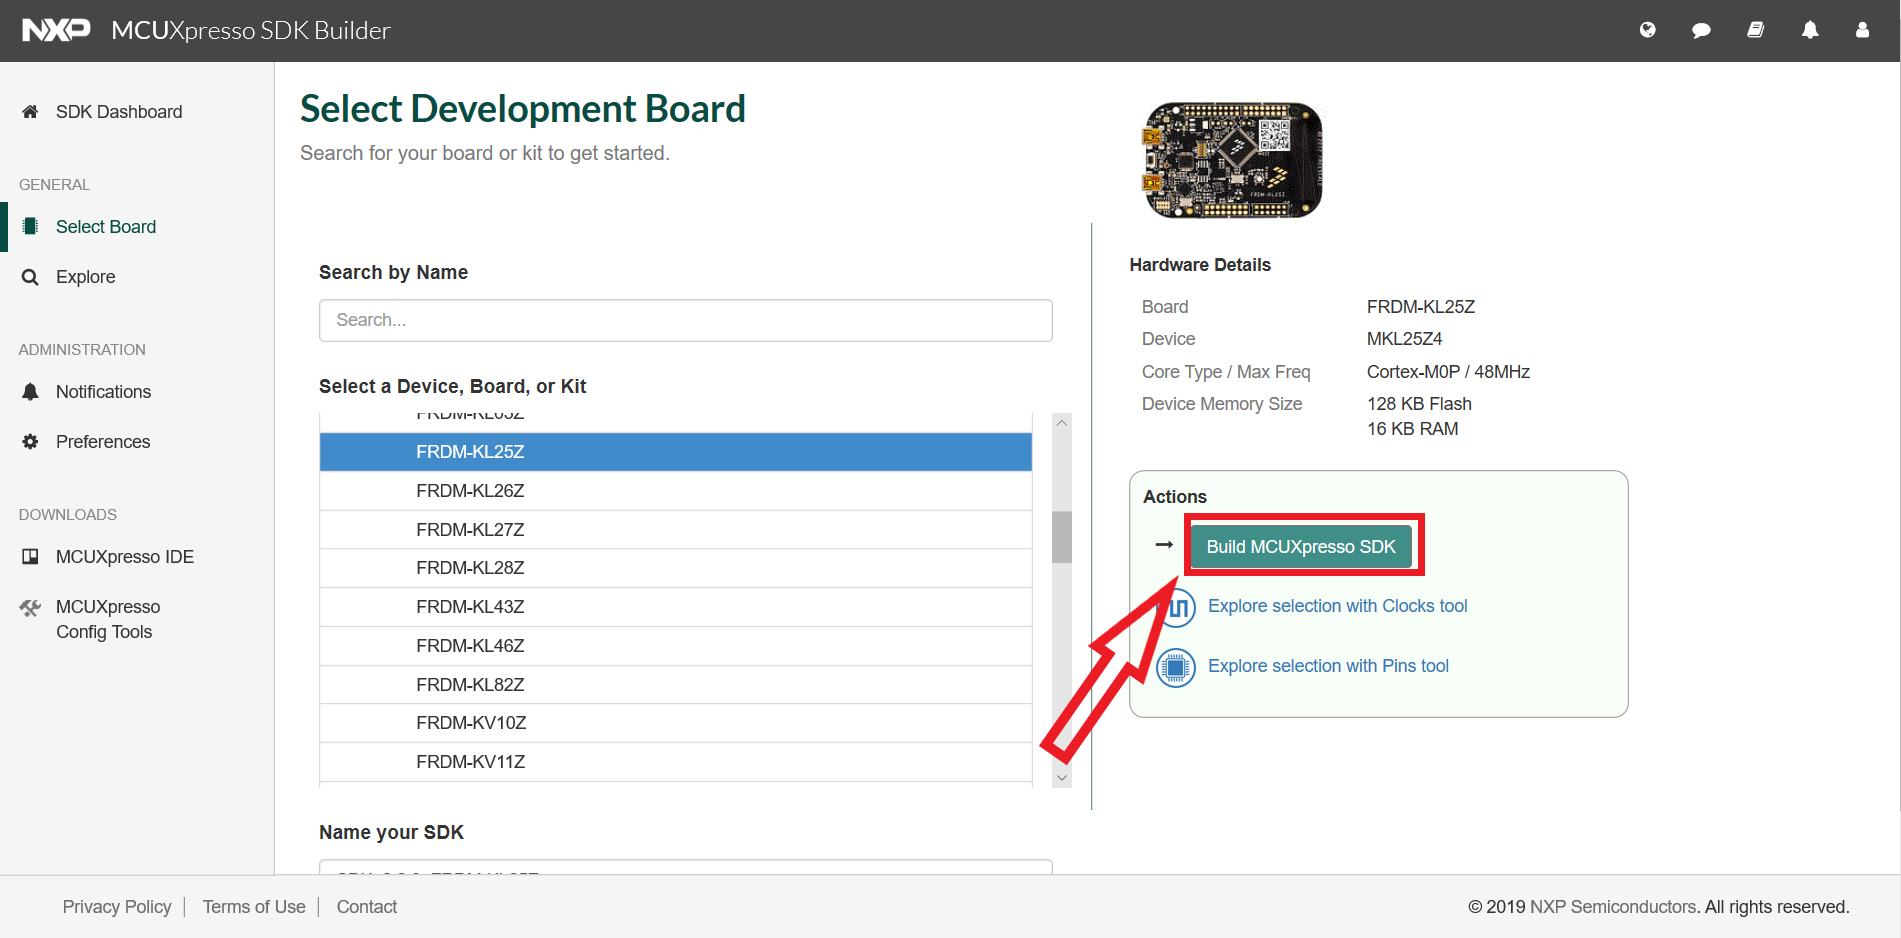 NXP MCUXpresso SDK Builder
SDK Dashboard
GENERAL
Select Board
Explore
ADMINISTRATION
Notifications
Preferences
DOWNLOADS
MCUXpresso IDE
MCUXpresso
Config Tools
Select Development Board
Search for your board or kit to get started.
Search by Name
Search...
Select a Device, Board, or Kit
FRDM-KL25Z
FRDM-KL26Z
FRDM-KL27Z
FRDM-KL28Z
FRDM-KL43Z
FRDM-KL46Z
FRDM-KL82Z
FRDM-KV10Z
FRDM-KV11Z
Name your SDK
FRDM-KL25Z
Hardware Details
Board FRDM-KL25Z
Device MKL25Z4
Core Type / Max Freq Cortex-M0P / 48MHz
Device Memory Size 128 KB Flash
16 KB RAM
Actions
Build MCUXpresso SDK
Explore selection with Clocks tool
Explore selection with Pins tool
Privacy Policy | Terms of Use | Contact
© 2019 NXP Semiconductors. All rights reserved.